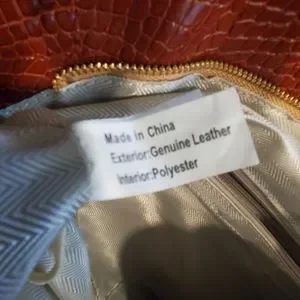 Made in China
Exterior:Genuine Leather
Interior:Polyester